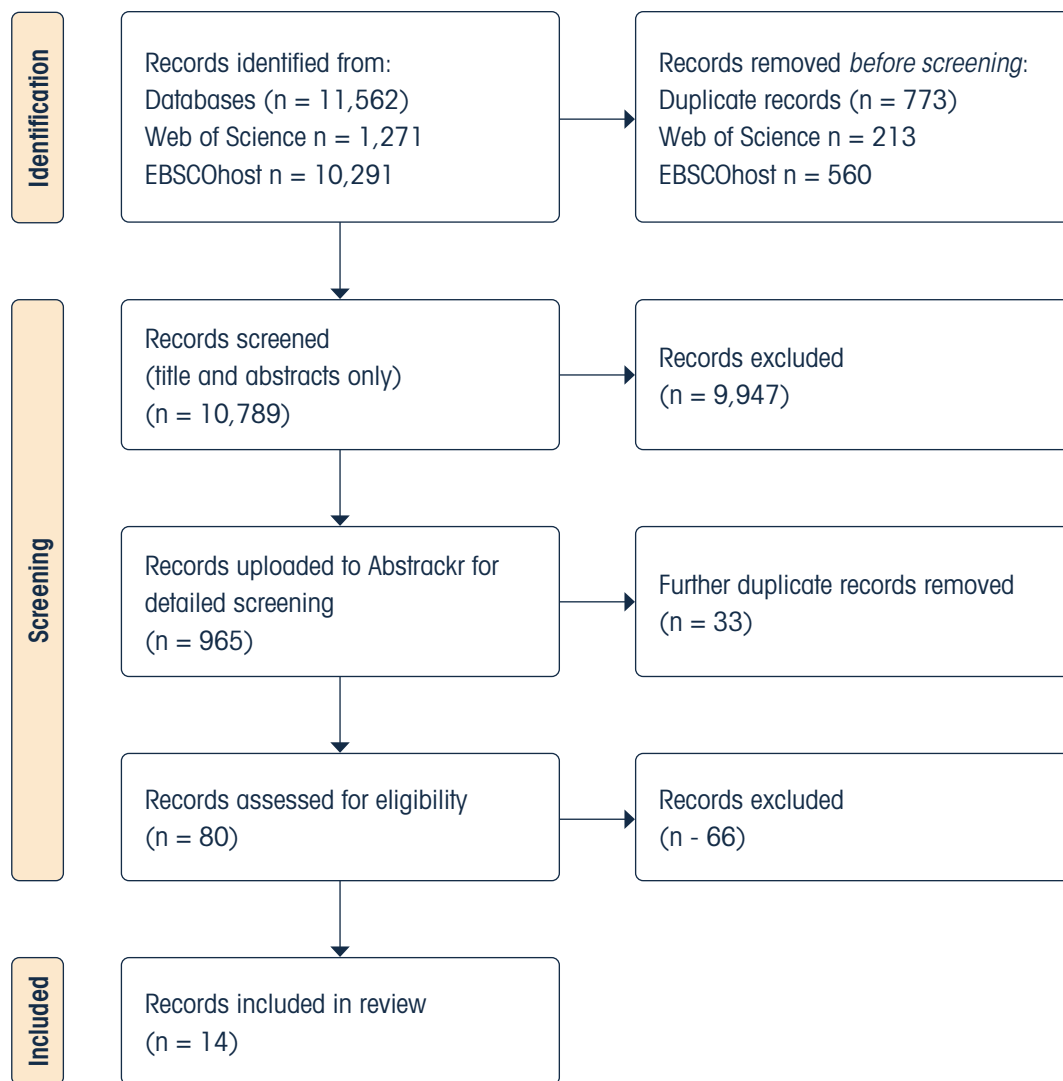 Identification
Records identified from:
Databases (n = 11,562)
Web of Science n = 1,271
EBSCOhost n = 10,291
Records removed before screening:
Duplicate records (n = 773)
Web of Science n = 213
EBSCOhost n = 560
Screening
Records screened
(title and abstracts only)
(n = 10,789)
Records excluded
(n = 9,947)
Records uploaded to Abstrackr for
detailed screening
(n = 965)
Further duplicate records removed
(n = 33)
Records assessed for eligibility
(n = 80)
Records excluded
(n - 66)
Included
Records included in review
(n = 14)